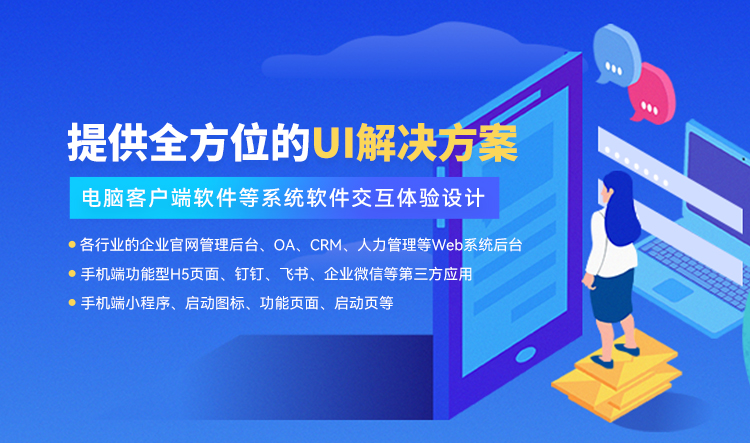 提供全方位的UI解决方案
电脑客户端软件等系统软件交互体验设计
各行业的企业官网管理后台、OA、CRM、人力管理等Web系统后台
手机端功能型H5页面、钉钉、飞书、企业微信等第三方应用
手机端小程序、启动图标、功能页面、启动页等